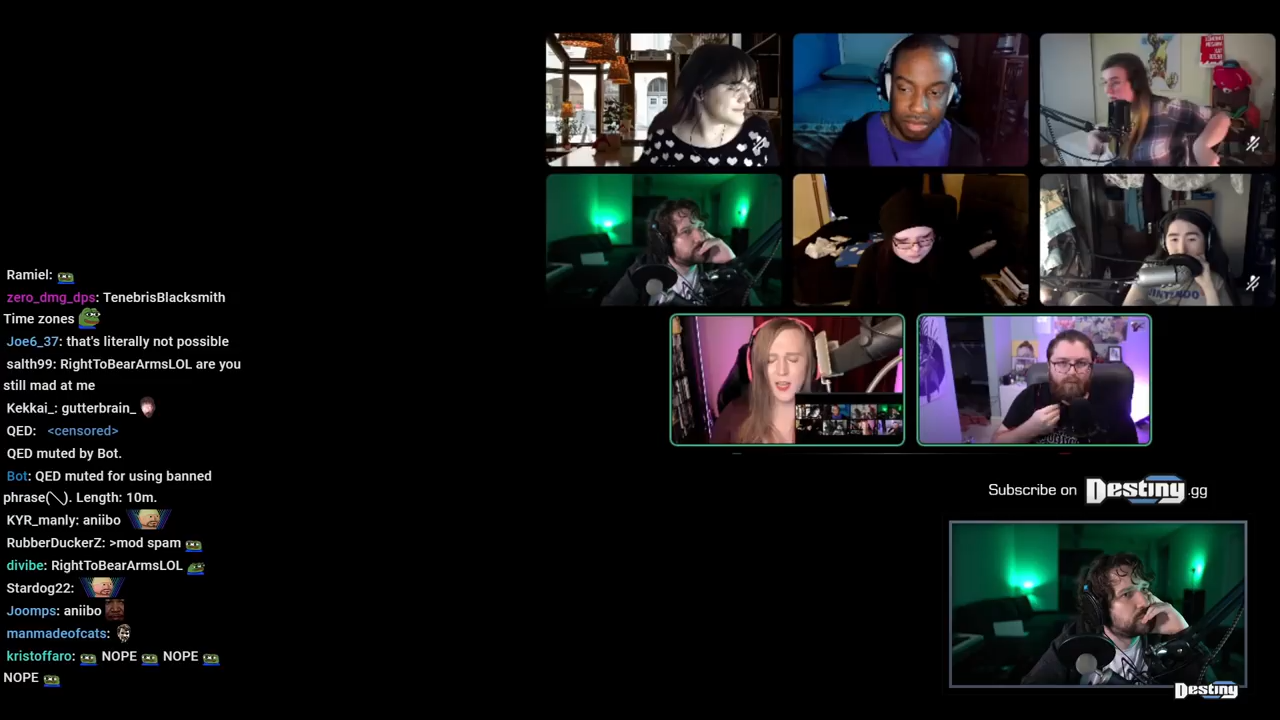 Ramiel:
zero_dmg_dps: TenebrisBlacksmith
Time zones
Joe6_37: that's literally not possible
salth99: RightToBearArmsLOL are you
still mad at me
Kekkai_: gutterbrain_
QED: <censored>
QED muted by Bot.
Bot: QED muted for using banned
phrase(╲). Length: 10m.
KYR_manly: aniibo
RubberDuckerZ: >mod spam
divibe: RightToBearArmsLOL
Stardog22:
Joomps: aniibo
manmadeofcats:
kristoffaro: NOPE NOPE
NOPE
Subscribe on Destiny.gg
Destiny